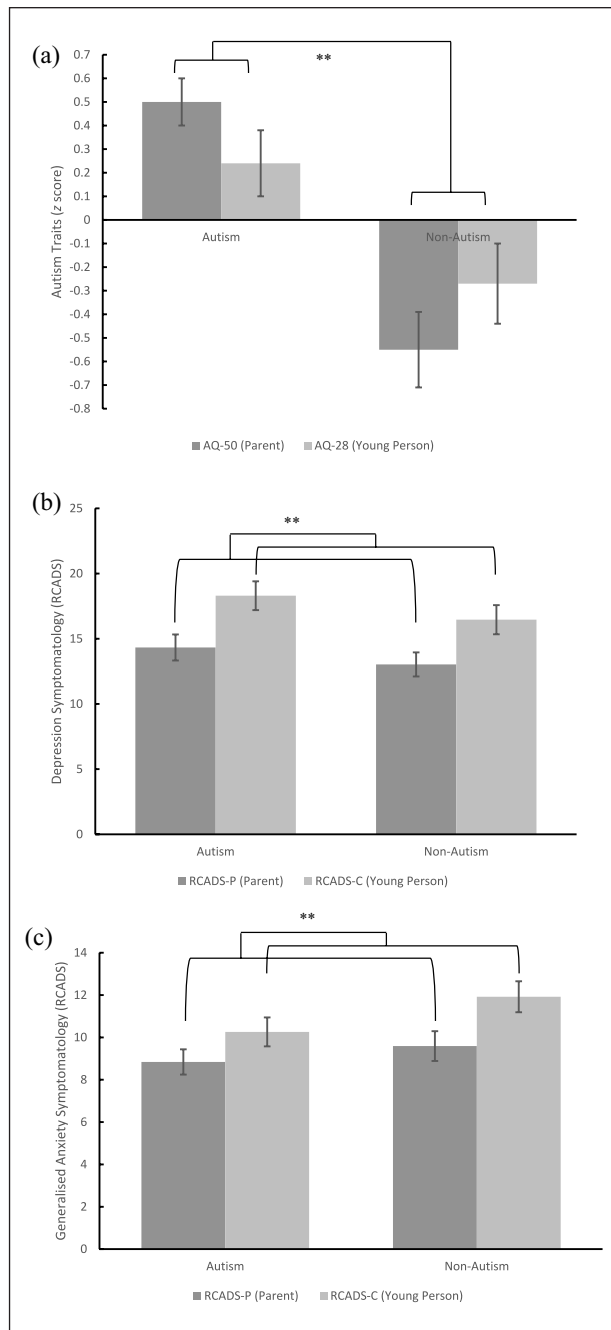 (a)
Autism Traits (z score)
0.7
0.6
0.5
0.4
0.3
0.2
0.1
0
-0.1
-0.2
-0.3
-0.4
-0.5
-0.6
-0.7
-0.8
**
Autism
Non-Autism
AQ-50 (Parent)
AQ-28 (Young Person)
(b)
Depression Symptomatology (RCADS)
25
20
15
10
5
0
**
Autism
Non-Autism
RCADS-P (Parent)
RCADS-C (Young Person)
(c)
Generalised Anxiety Symptomatology (RCADS)
14
12
10
8
6
4
2
0
**
Autism
Non-Autism
RCADS-P (Parent)
RCADS-C (Young Person)